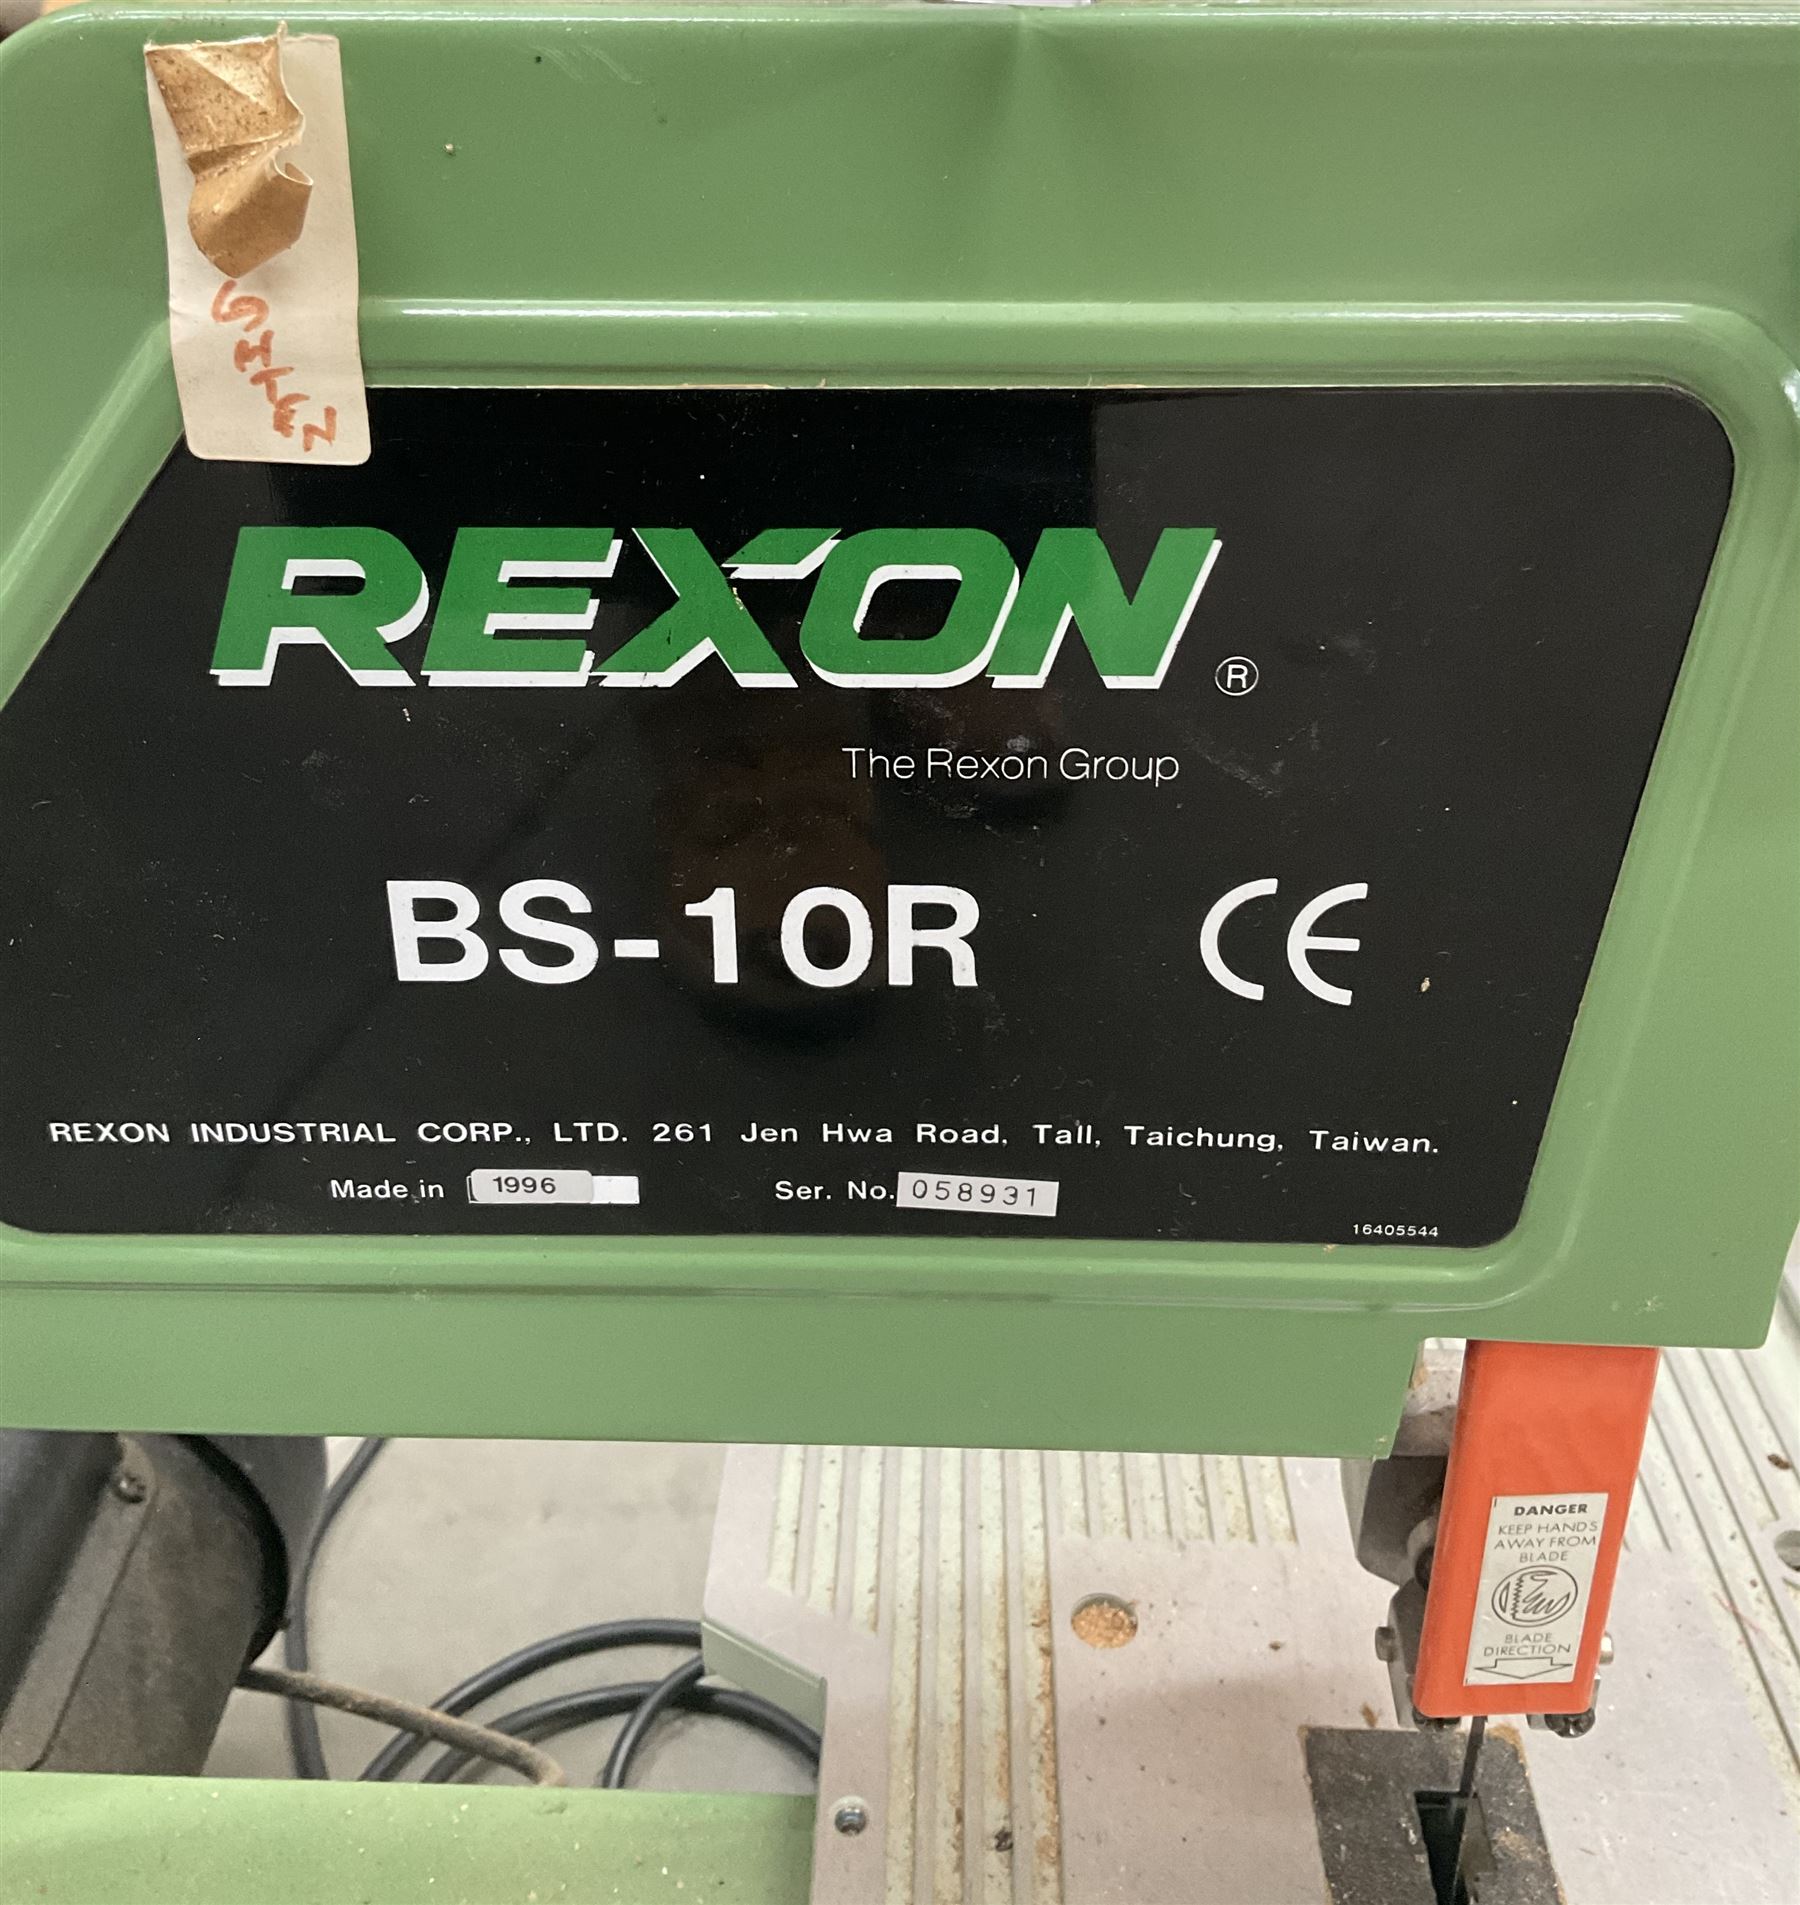 REXON ®
The Rexon Group
BS-10R CE
REXON INDUSTRIAL CORP., LTD. 261 Jen Hwa Road, Tall, Taichung, Taiwan.
Made in 1996 Ser. No. 058931
16405544
DANGER
KEEP HANDS
AWAY FROM
BLADE
BLADE
DIRECTION